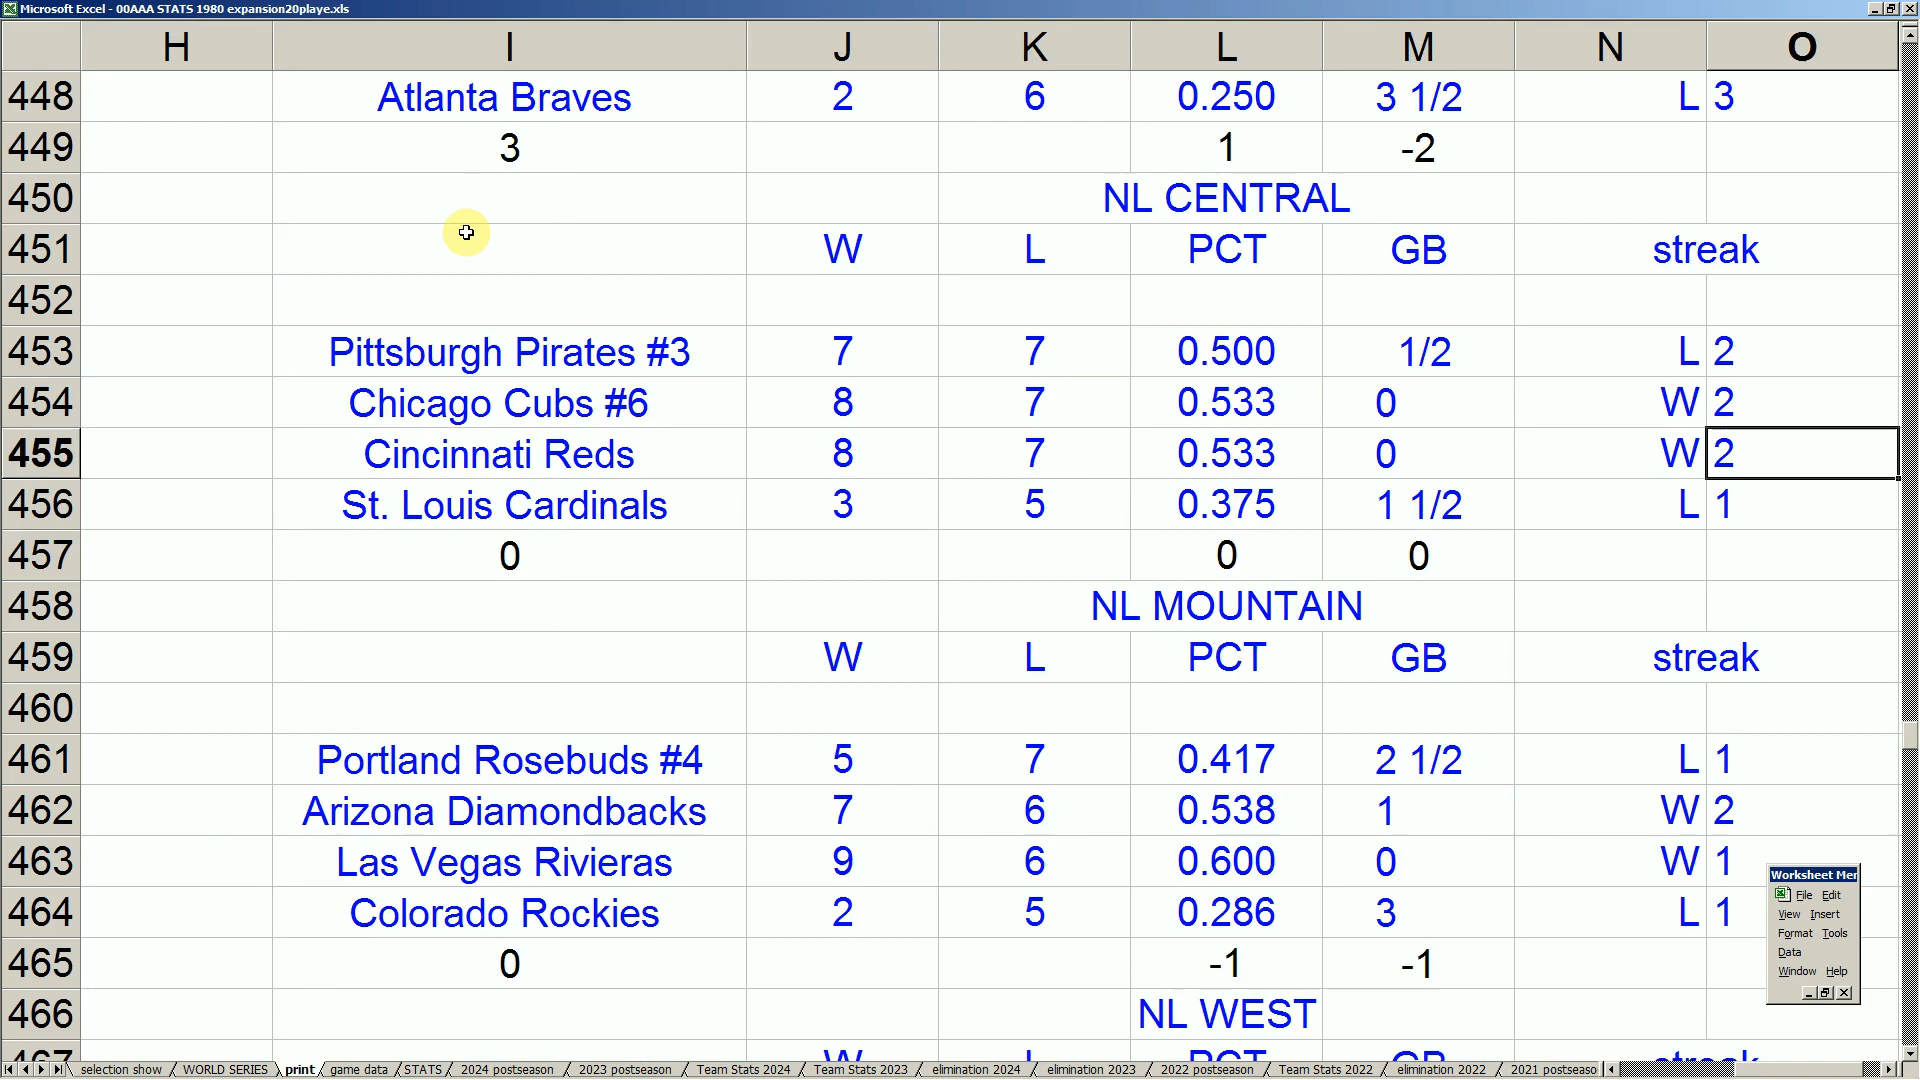 Microsoft Excel - 00AAA STATS 1980 expansion20playe.xls
H I J K L M N O
448 Atlanta Braves 2 6 0.250 3 1/2 L 3
449 3 1 -2
450 NL CENTRAL
451 W L PCT GB streak
452
453 Pittsburgh Pirates #3 7 7 0.500 1/2 L 2
454 Chicago Cubs #6 8 7 0.533 0 W 2
455 Cincinnati Reds 8 7 0.533 0 W 2
456 St. Louis Cardinals 3 5 0.375 1 1/2 L 1
457 0 0 0
458 NL MOUNTAIN
459 W L PCT GB streak
460
461 Portland Rosebuds #4 5 7 0.417 2 1/2 L 1
462 Arizona Diamondbacks 7 6 0.538 1 W 2
463 Las Vegas Rivieras 9 6 0.600 0 W 1
464 Colorado Rockies 2 5 0.286 3 L 1
465 0 -1 -1
466 NL WEST
467 W L PCT GB streak
Worksheet Mer
File Edit
View Insert
Format Tools
Data
Window Help
selection show WORLD SERIES print game data STATS 2024 postseason 2023 postseason Team Stats 2024 Team Stats 2023 elimination 2024 elimination 2023 2022 postseason Team Stats 2022 elimination 2022 2021 postseaso